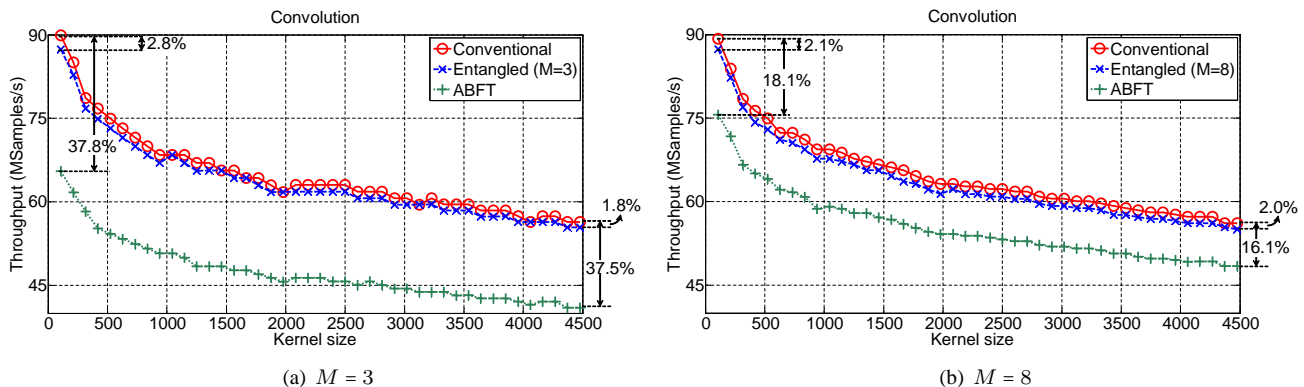 Convolution
Throughput (MSamples/s)
90
75
60
45
2.8%
37.8%
1.8%
37.5%
Conventional
Entangled (M=3)
ABFT
0 500 1000 1500 2000 2500 3000 3500 4000 4500
Kernel size
(a) M = 3
Convolution
Throughput (MSamples/s)
90
75
60
45
2.1%
18.1%
2.0%
16.1%
Conventional
Entangled (M=8)
ABFT
0 500 1000 1500 2000 2500 3000 3500 4000 4500
Kernel size
(b) M = 8